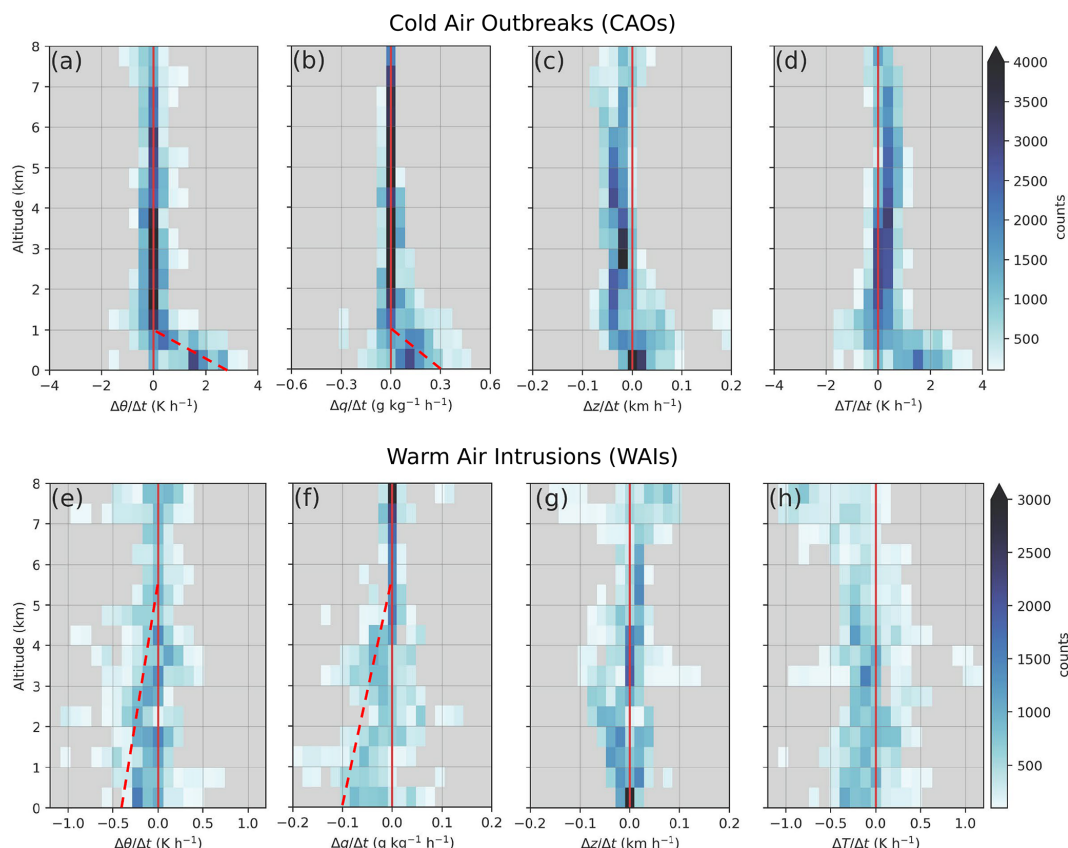 Cold Air Outbreaks (CAOs)
(a) (b) (c) (d)
8 7 6 5 4 3 2 1 0
Altitude (km)
−4 −2 0 2 4
Δθ/Δt (K h⁻¹)
−0.6 −0.3 0.0 0.3 0.6
Δq/Δt (g kg⁻¹ h⁻¹)
−0.2 −0.1 0.0 0.1 0.2
Δz/Δt (km h⁻¹)
−4 −2 0 2 4
ΔT/Δt (K h⁻¹)
4000
3500
3000
2500
2000
1500
1000
500
counts
Warm Air Intrusions (WAIs)
(e) (f) (g) (h)
8 7 6 5 4 3 2 1 0
Altitude (km)
−1.0 −0.5 0.0 0.5 1.0
Δθ/Δt (K h⁻¹)
−0.2 −0.1 0.0 0.1 0.2
Δq/Δt (g kg⁻¹ h⁻¹)
−0.2 −0.1 0.0 0.1 0.2
Δz/Δt (km h⁻¹)
−1.0 −0.5 0.0 0.5 1.0
ΔT/Δt (K h⁻¹)
3000
2500
2000
1500
1000
500
counts